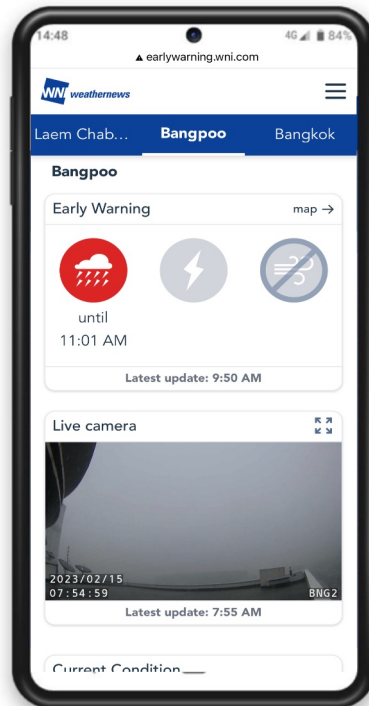 14:48
4G 84%
earlywarning.wni.com
WNI weathernews
Laem Chab… Bangpoo Bangkok
Bangpoo
Early Warning map →
until
11:01 AM
Latest update: 9:50 AM
Live camera
2023/02/15
07:54:59 BNG2
Latest update: 7:55 AM
Current Condition